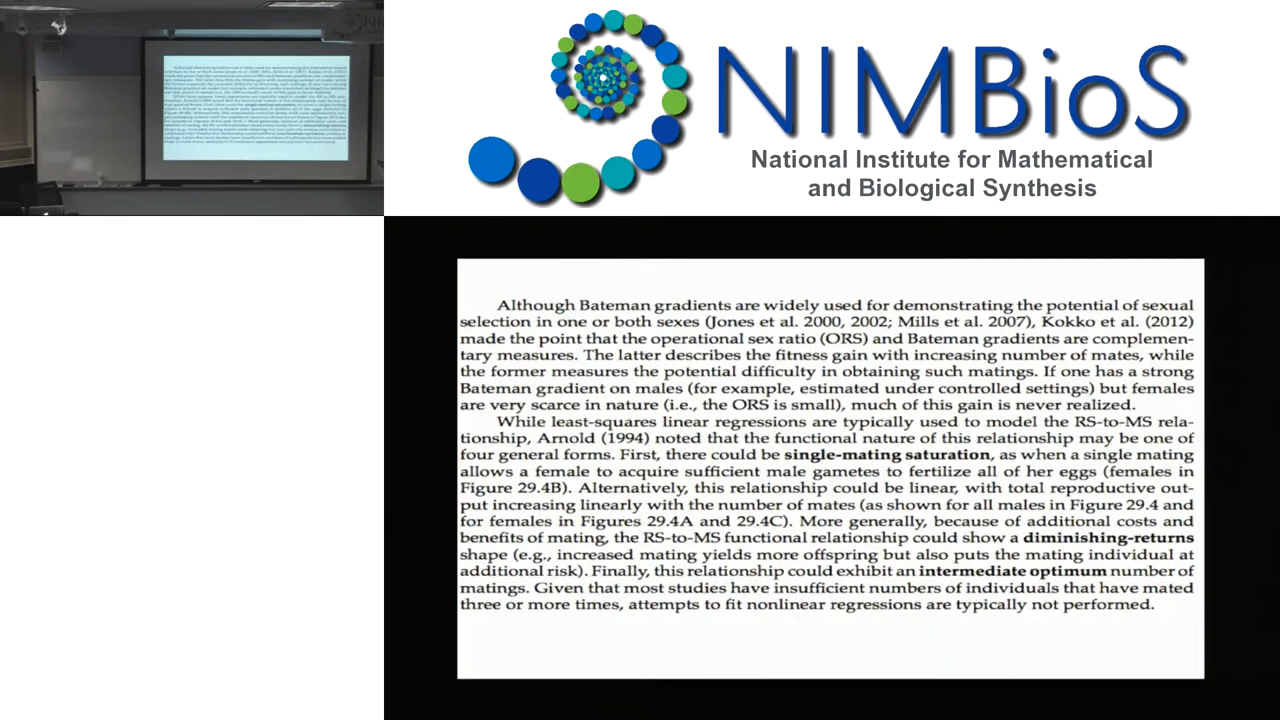 NIMBioS
National Institute for Mathematical
and Biological Synthesis
Although Bateman gradients are widely used for demonstrating the potential of sexual
selection in one or both sexes (Jones et al. 2000, 2002; Mills et al. 2007), Kokko et al. (2012)
made the point that the operational sex ratio (ORS) and Bateman gradients are complemen-
tary measures. The latter describes the fitness gain with increasing number of mates, while
the former measures the potential difficulty in obtaining such matings. If one has a strong
Bateman gradient on males (for example, estimated under controlled settings) but females
are very scarce in nature (i.e., the ORS is small), much of this gain is never realized.
While least-squares linear regressions are typically used to model the RS-to-MS rela-
tionship, Arnold (1994) noted that the functional nature of this relationship may be one of
four general forms. First, there could be single-mating saturation, as when a single mating
allows a female to acquire sufficient male gametes to fertilize all of her eggs (females in
Figure 29.4B). Alternatively, this relationship could be linear, with total reproductive out-
put increasing linearly with the number of mates (as shown for all males in Figure 29.4 and
for females in Figures 29.4A and 29.4C). More generally, because of additional costs and
benefits of mating, the RS-to-MS functional relationship could show a diminishing-returns
shape (e.g., increased mating yields more offspring but also puts the mating individual at
additional risk). Finally, this relationship could exhibit an intermediate optimum number of
matings. Given that most studies have insufficient numbers of individuals that have mated
three or more times, attempts to fit nonlinear regressions are typically not performed.